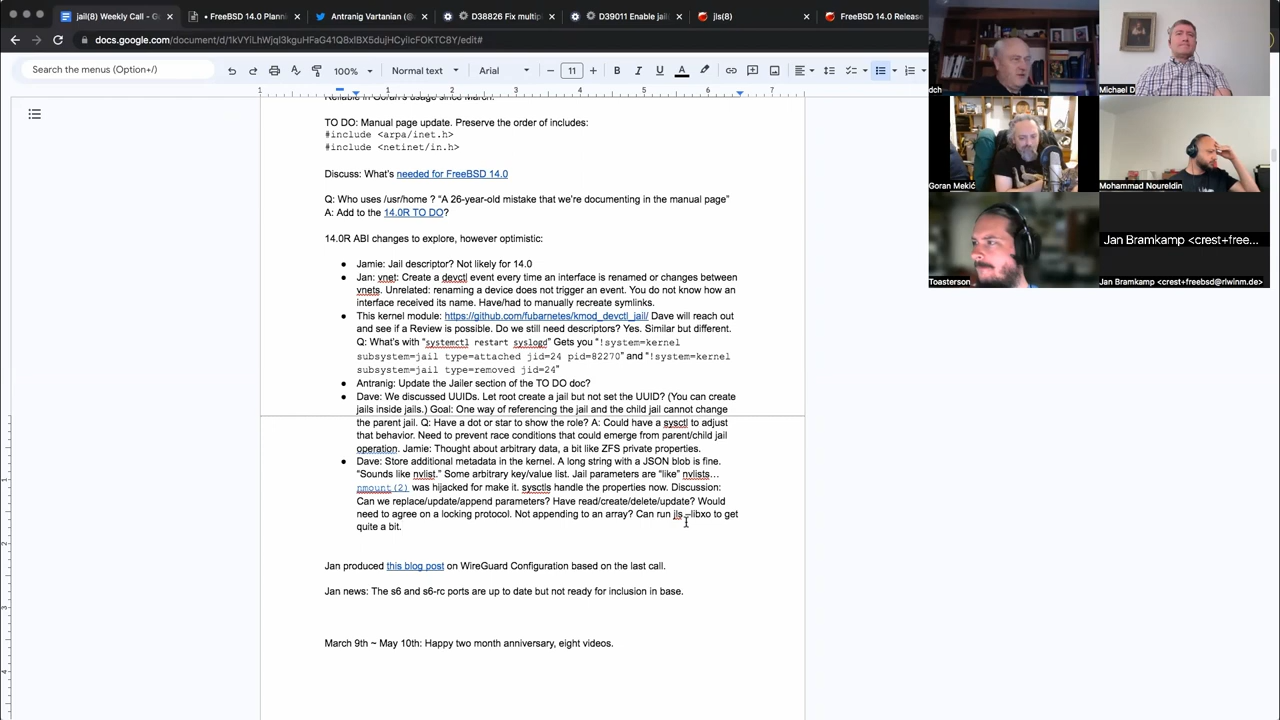 jail(8) Weekly Call - G
• FreeBSD 14.0 Planni
Antranig Vartanian (@
D38826 Fix multip
D39011 Enable jail
jls(8)
FreeBSD 14.0 Release
docs.google.com/document/d/1kVYiLhWjqI3kguHFaG41Q8xIBX5dujHCyiIcFOKTC8Y/edit#
Search the menus (Option+/)
100%
Normal text
Arial
11
B I U A
1 1 2 3 4 5 6 7
Reliable in Goran's usage since March.
TO DO: Manual page update. Preserve the order of includes:
#include <arpa/inet.h>
#include <netinet/in.h>
Discuss: What's needed for FreeBSD 14.0
Q: Who uses /usr/home ? "A 26-year-old mistake that we're documenting in the manual page"
A: Add to the 14.0R TO DO?
14.0R ABI changes to explore, however optimistic:
● Jamie: Jail descriptor? Not likely for 14.0
● Jan: vnet: Create a devctl event every time an interface is renamed or changes between
vnets. Unrelated: renaming a device does not trigger an event. You do not know how an
interface received its name. Have/had to manually recreate symlinks.
● This kernel module: https://github.com/fubarnetes/kmod_devctl_jail/ Dave will reach out
and see if a Review is possible. Do we still need descriptors? Yes. Similar but different.
Q: What's with "systemctl restart syslogd" Gets you "!system=kernel
subsystem=jail type=attached jid=24 pid=82270" and "!system=kernel
subsystem=jail type=removed jid=24"
● Antranig: Update the Jailer section of the TO DO doc?
● Dave: We discussed UUIDs. Let root create a jail but not set the UUID? (You can create
jails inside jails.) Goal: One way of referencing the jail and the child jail cannot change
the parent jail. Q: Have a dot or star to show the role? A: Could have a sysctl to adjust
that behavior. Need to prevent race conditions that could emerge from parent/child jail
operation. Jamie: Thought about arbitrary data, a bit like ZFS private properties.
● Dave: Store additional metadata in the kernel. A long string with a JSON blob is fine.
"Sounds like nvlist." Some arbitrary key/value list. Jail parameters are "like" nvlists…
nmount(2) was hijacked for make it. sysctls handle the properties now. Discussion:
Can we replace/update/append parameters? Have read/create/delete/update? Would
need to agree on a locking protocol. Not appending to an array? Can run jls –libxo to get
quite a bit.
Jan produced this blog post on WireGuard Configuration based on the last call.
Jan news: The s6 and s6-rc ports are up to date but not ready for inclusion in base.
March 9th ~ May 10th: Happy two month anniversary, eight videos.
dch
Michael D
Goran Mekić
Mohammad Noureldin
Toasterson
Jan Bramkamp <crest+free...
Jan Bramkamp <crest+freebsd@rlwinm.de>